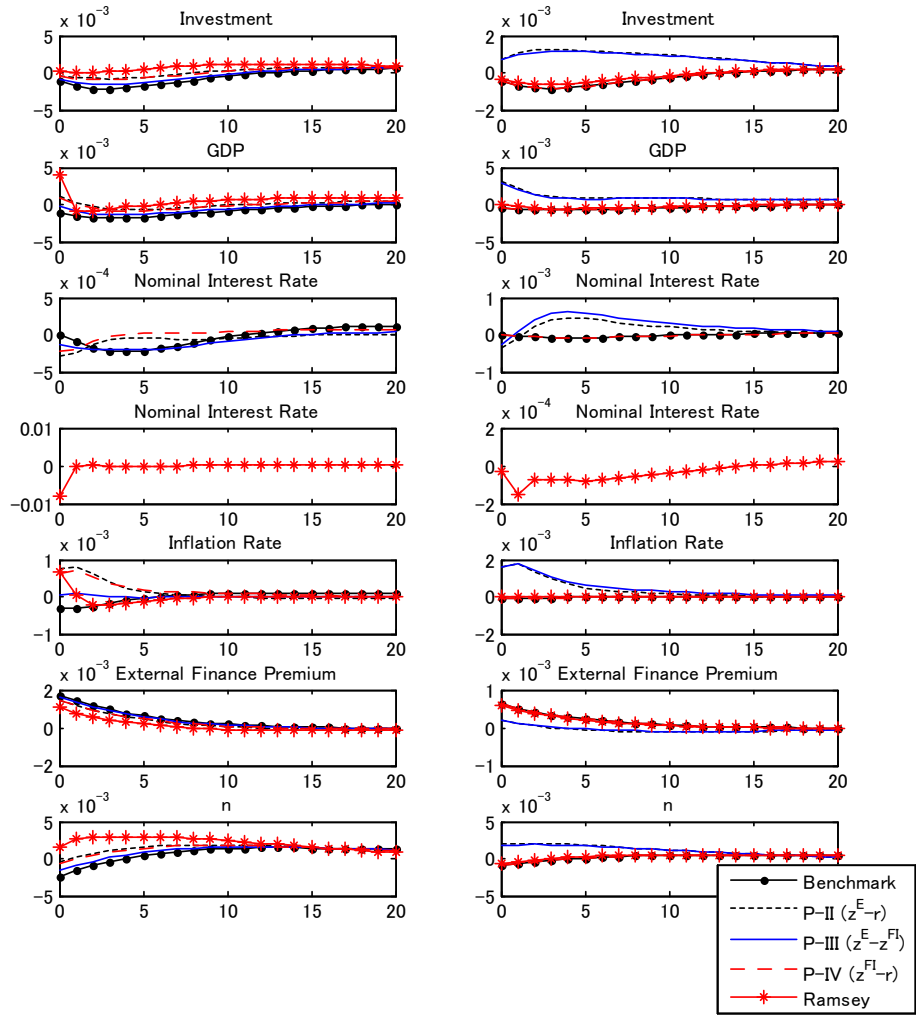 x 10^-3 Investment
5
0
-5
0 5 10 15 20
x 10^-3 GDP
5
0
-5
0 5 10 15 20
x 10^-4 Nominal Interest Rate
5
0
-5
0 5 10 15 20
Nominal Interest Rate
0.01
0
-0.01
0 5 10 15 20
x 10^-3 Inflation Rate
1
0
-1
0 5 10 15 20
x 10^-3 External Finance Premium
2
0
-2
0 5 10 15 20
x 10^-3 n
5
0
-5
0 5 10 15 20
x 10^-3 Investment
2
0
-2
0 5 10 15 20
x 10^-3 GDP
5
0
-5
0 5 10 15 20
x 10^-3 Nominal Interest Rate
1
0
-1
0 5 10 15 20
x 10^-4 Nominal Interest Rate
2
0
-2
0 5 10 15 20
x 10^-3 Inflation Rate
2
0
-2
0 5 10 15 20
x 10^-3 External Finance Premium
1
0
-1
0 5 10 15 20
x 10^-3 n
5
0
-5
0 5 10
Benchmark
P-II (z^E-r)
P-III (z^E-z^FI)
P-IV (z^FI-r)
Ramsey